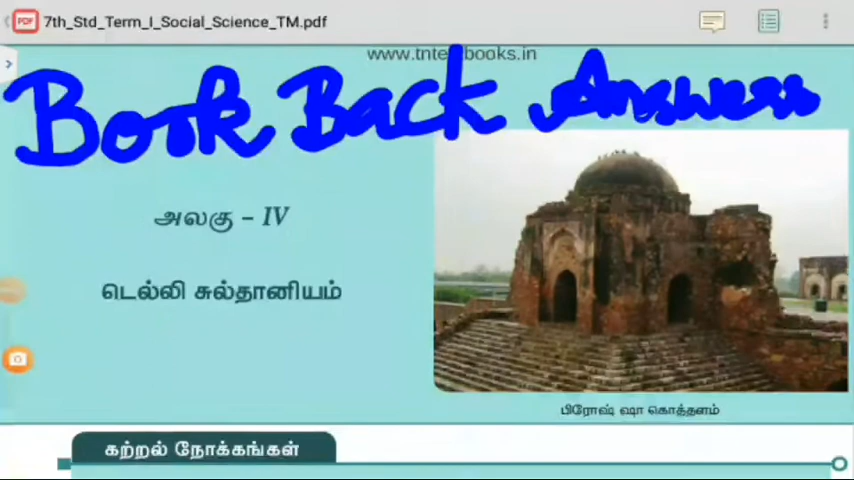 7th_Std_Term_I_Social_Science_TM.pdf
Book Back Answers
அலகு – IV
டெல்லி சுல்தானியம்
பிரோஷ் ஷா கொத்தளம்
கற்றல் நோக்கங்கள்